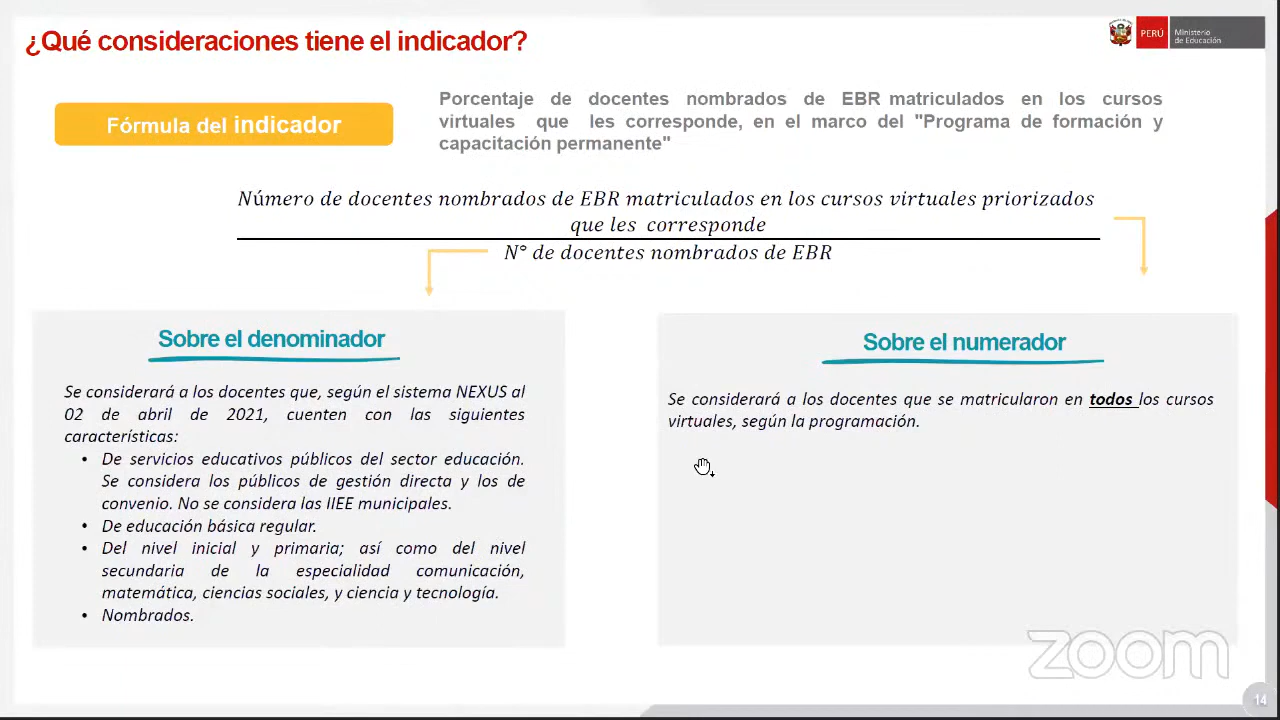 ¿Qué consideraciones tiene el indicador?
PERÚ
Ministerio
de Educación
Fórmula del indicador
Porcentaje de docentes nombrados de EBR matriculados en los cursos
virtuales que les corresponde, en el marco del "Programa de formación y
capacitación permanente"
Número de docentes nombrados de EBR matriculados en los cursos virtuales priorizados
que les corresponde
N° de docentes nombrados de EBR
Sobre el denominador
Se considerará a los docentes que, según el sistema NEXUS al
02 de abril de 2021, cuenten con las siguientes
características:
• De servicios educativos públicos del sector educación.
Se considera los públicos de gestión directa y los de
convenio. No se considera las IIEE municipales.
• De educación básica regular.
• Del nivel inicial y primaria; así como del nivel
secundaria de la especialidad comunicación,
matemática, ciencias sociales, y ciencia y tecnología.
• Nombrados.
Sobre el numerador
Se considerará a los docentes que se matricularon en todos los cursos
virtuales, según la programación.
zoom
14